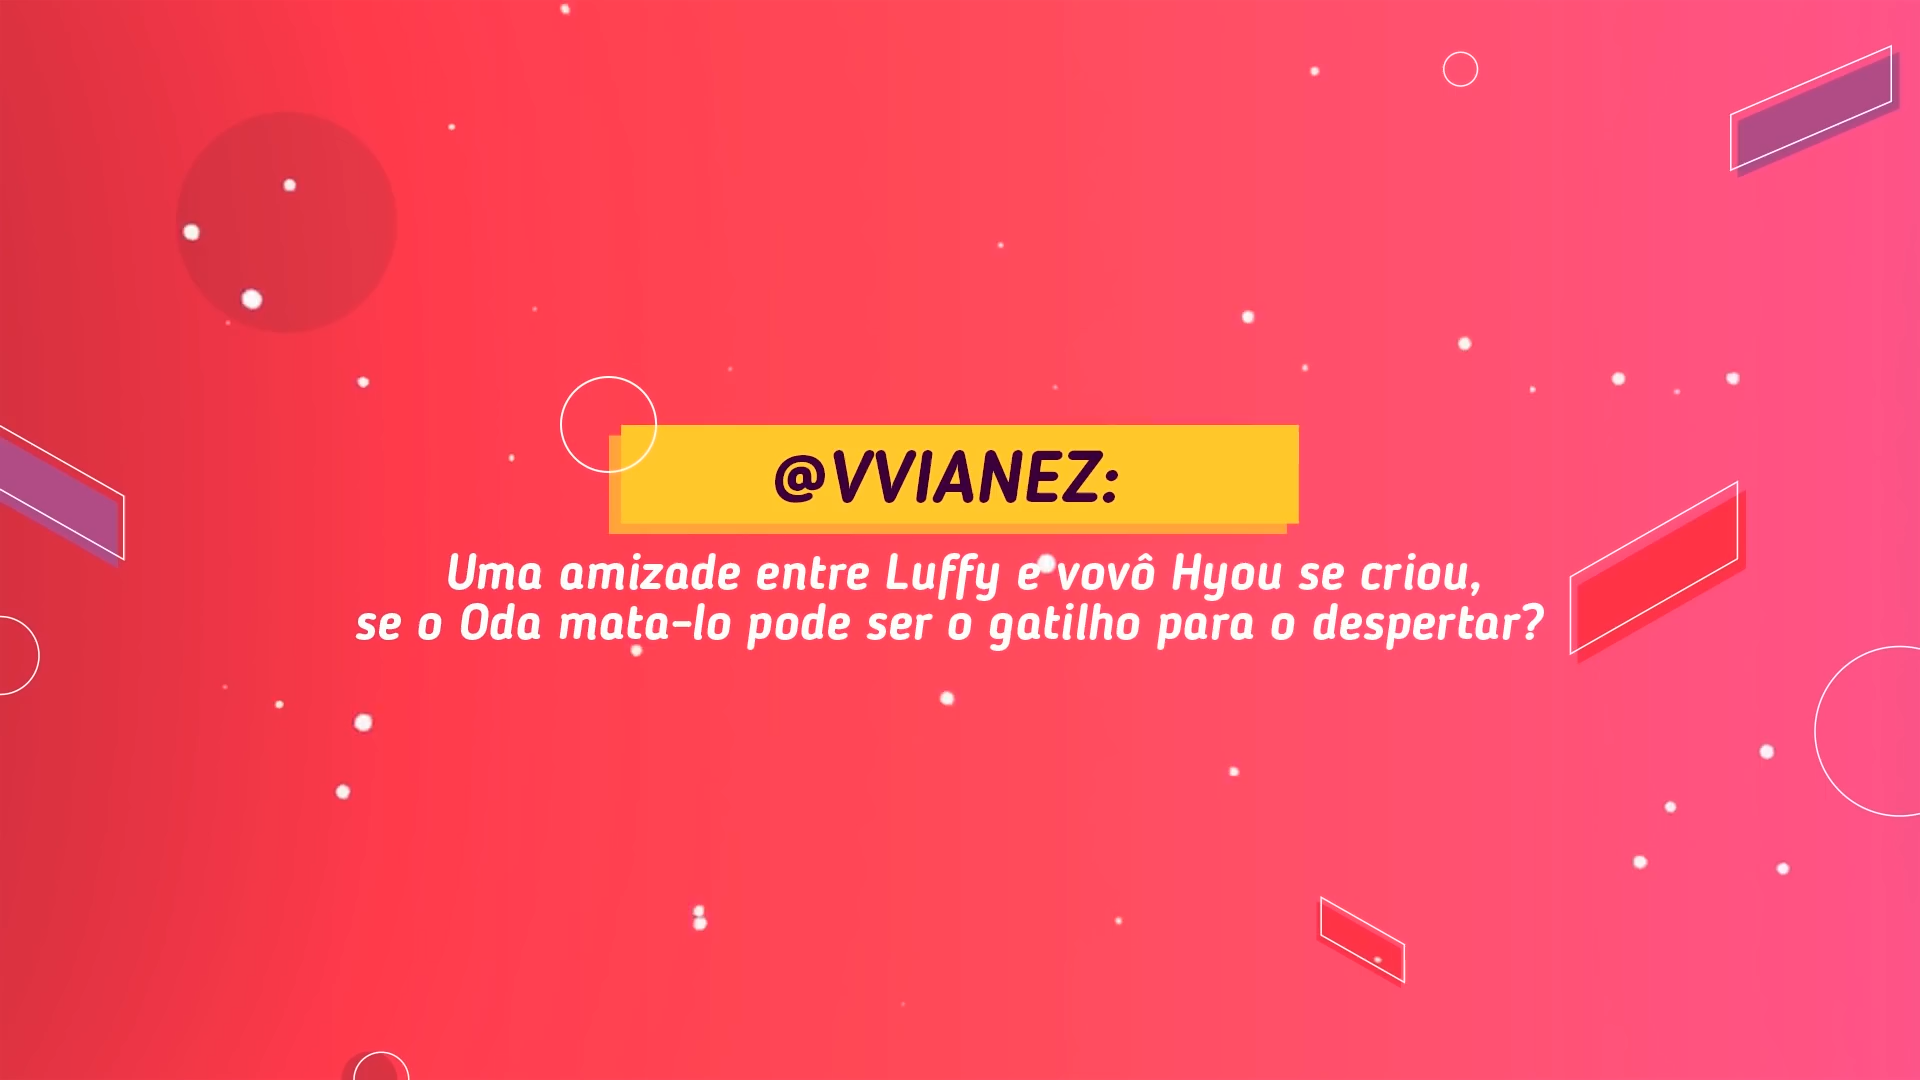 @VVIANEZ:
Uma amizade entre Luffy e vovô Hyou se criou,
se o Oda mata-lo pode ser o gatilho para o despertar?